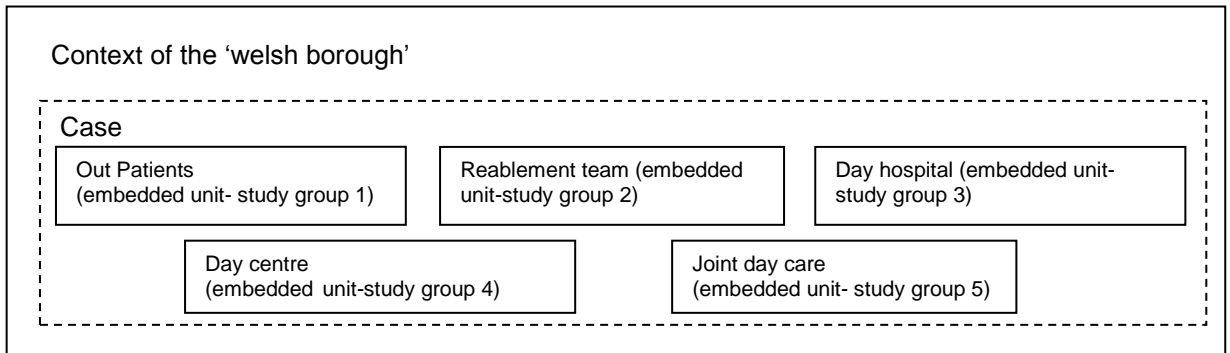 Context of the ‘welsh borough’
Case
Out Patients
(embedded unit- study group 1)
Reablement team (embedded
unit-study group 2)
Day hospital (embedded unit-
study group 3)
Day centre
(embedded unit-study group 4)
Joint day care
(embedded unit- study group 5)